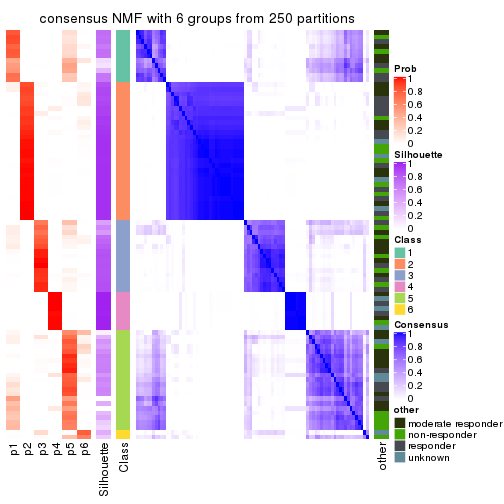 consensus NMF with 6 groups from 250 partitions
Prob
1
0.8
0.6
0.4
0.2
0
Silhouette
1
0.8
0.6
0.4
0.2
0
Class
1
2
3
4
5
6
Consensus
1
0.8
0.6
0.4
0.2
0
other
moderate responder
non-responder
responder
unknown
p1
p2
p3
p4
p5
p6
Silhouette
Class
other